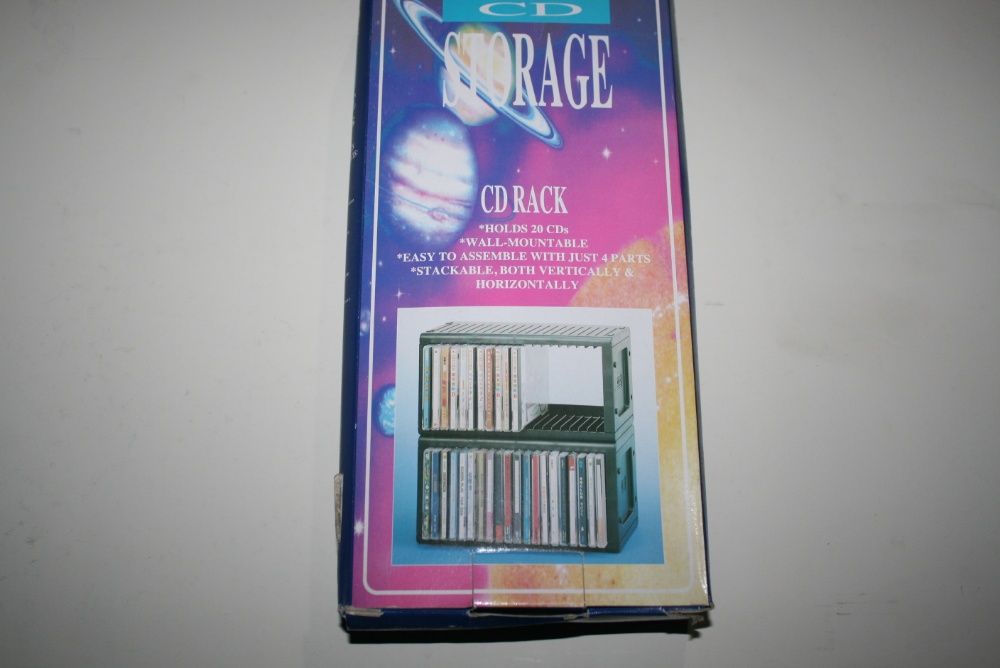 CD
STORAGE
CD RACK
*HOLDS 20 CDs
*WALL-MOUNTABLE
*EASY TO ASSEMBLE WITH JUST 4 PARTS
*STACKABLE, BOTH VERTICALLY &
HORIZONTALLY